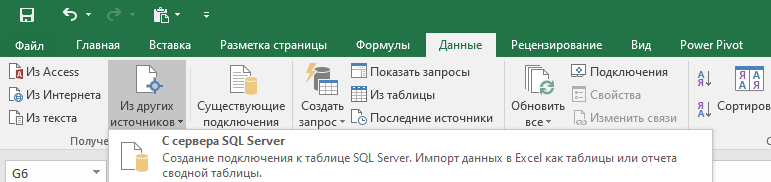 Файл Главная Вставка Разметка страницы Формулы Данные Рецензирование Вид Power Pivot
Из Access Показать запросы Подключения
Из Интернета Из таблицы Свойства
Из текста Последние источники Изменить связи
Из других источников
Существующие подключения
Создать запрос
Обновить все
Сортиров
Получе
С сервера SQL Server
Создание подключения к таблице SQL Server. Импорт данных в Excel как таблицы или отчета
сводной таблицы.
G6